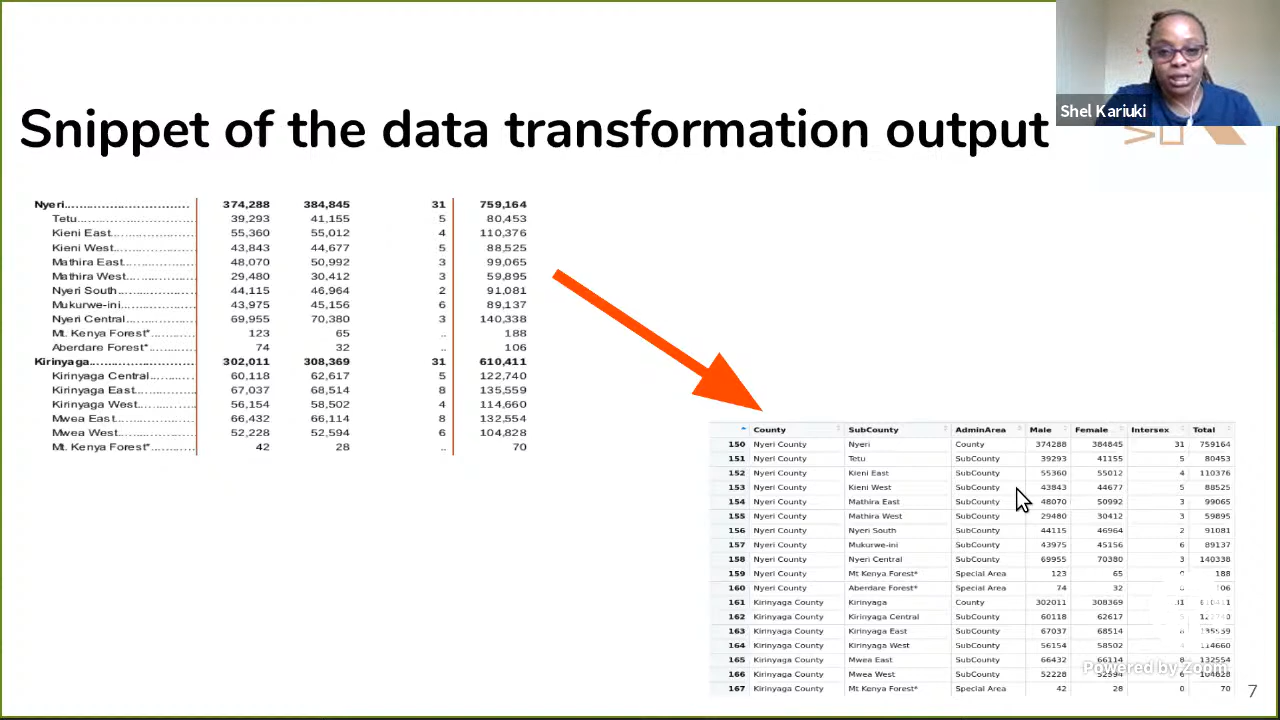 Shel Kariuki
Snippet of the data transformation output
Nyeri................................ 374,288 384,845 31 759,164
Tetu................................ 39,293 41,155 5 80,453
Kieni East........................ 55,360 55,012 4 110,376
Kieni West....................... 43,843 44,677 5 88,525
Mathira East.................... 48,070 50,992 3 99,065
Mathira West................... 29,480 30,412 3 59,895
Nyeri South..................... 44,115 46,964 2 91,081
Mukurwe-ini.................... 43,975 45,156 6 89,137
Nyeri Central................... 69,955 70,380 3 140,338
Mt. Kenya Forest*........... 123 65 .. 188
Aberdare Forest*............ 74 32 .. 106
Kirinyaga........................... 302,011 308,369 31 610,411
Kirinyaga Central............ 60,118 62,617 5 122,740
Kirinyaga East................ 67,037 68,514 8 135,559
Kirinyaga West............... 56,154 58,502 4 114,660
Mwea East..................... 66,432 66,114 8 132,554
Mwea West.................... 52,228 52,594 6 104,828
Mt. Kenya Forest*........... 42 28 .. 70
County SubCounty AdminArea Male Female Intersex Total
150 Nyeri County Nyeri County 374288 384845 31 759164
151 Nyeri County Tetu SubCounty 39293 41155 5 80453
152 Nyeri County Kieni East SubCounty 55360 55012 4 110376
153 Nyeri County Kieni West SubCounty 43843 44677 5 88525
154 Nyeri County Mathira East SubCounty 48070 50992 3 99065
155 Nyeri County Mathira West SubCounty 29480 30412 3 59895
156 Nyeri County Nyeri South SubCounty 44115 46964 2 91081
157 Nyeri County Mukurwe-ini SubCounty 43975 45156 6 89137
158 Nyeri County Nyeri Central SubCounty 69955 70380 3 140338
159 Nyeri County Mt Kenya Forest* Special Area 123 65 188
160 Nyeri County Aberdare Forest* Special Area 74 32
161 Kirinyaga County Kirinyaga County 302011 308369
162 Kirinyaga County Kirinyaga Central SubCounty 60118 62617
163 Kirinyaga County Kirinyaga East SubCounty 67037 68514 135559
164 Kirinyaga County Kirinyaga West SubCounty 56154 58502 4 114660
165 Kirinyaga County Mwea East SubCounty 66432 66114 8 132554
166 Kirinyaga County Mwea West SubCounty 52228 52594 6 104828
167 Kirinyaga County Mt Kenya Forest* Special Area 42 28 0 70
Powered by Zoom
7